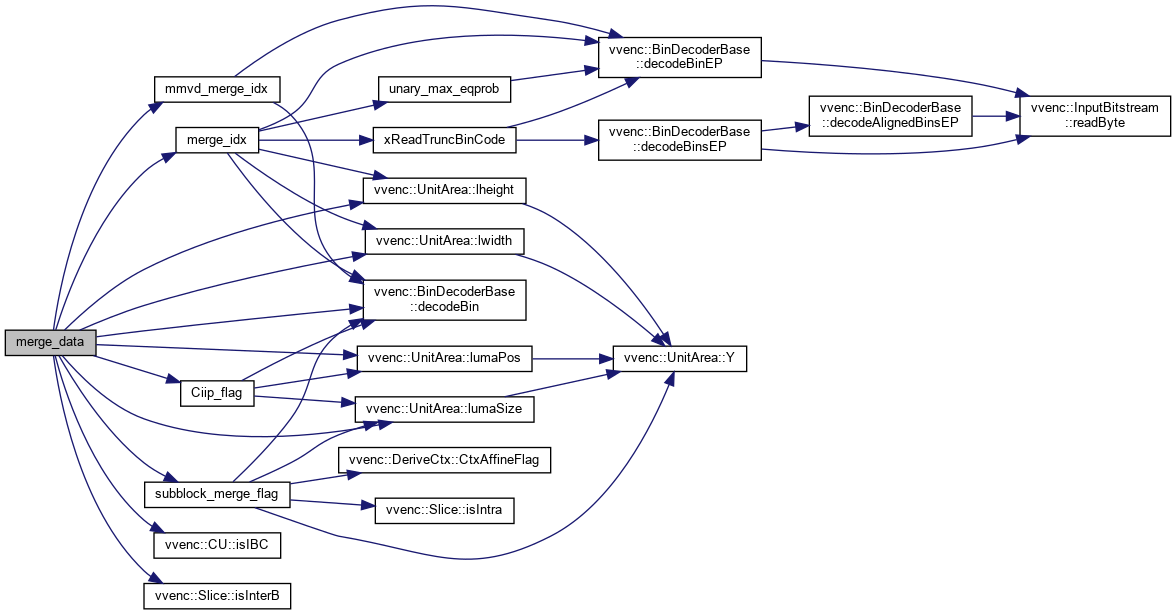 merge_data
mmvd_merge_idx
merge_idx
Ciip_flag
subblock_merge_flag
vvenc::CU::isIBC
vvenc::Slice::isInterB
unary_max_eqprob
xReadTruncBinCode
vvenc::UnitArea::lheight
vvenc::UnitArea::lwidth
vvenc::BinDecoderBase
::decodeBin
vvenc::UnitArea::lumaPos
vvenc::UnitArea::lumaSize
vvenc::DeriveCtx::CtxAffineFlag
vvenc::Slice::isIntra
vvenc::BinDecoderBase
::decodeBinEP
vvenc::BinDecoderBase
::decodeBinsEP
vvenc::UnitArea::Y
vvenc::BinDecoderBase
::decodeAlignedBinsEP
vvenc::InputBitstream
::readByte